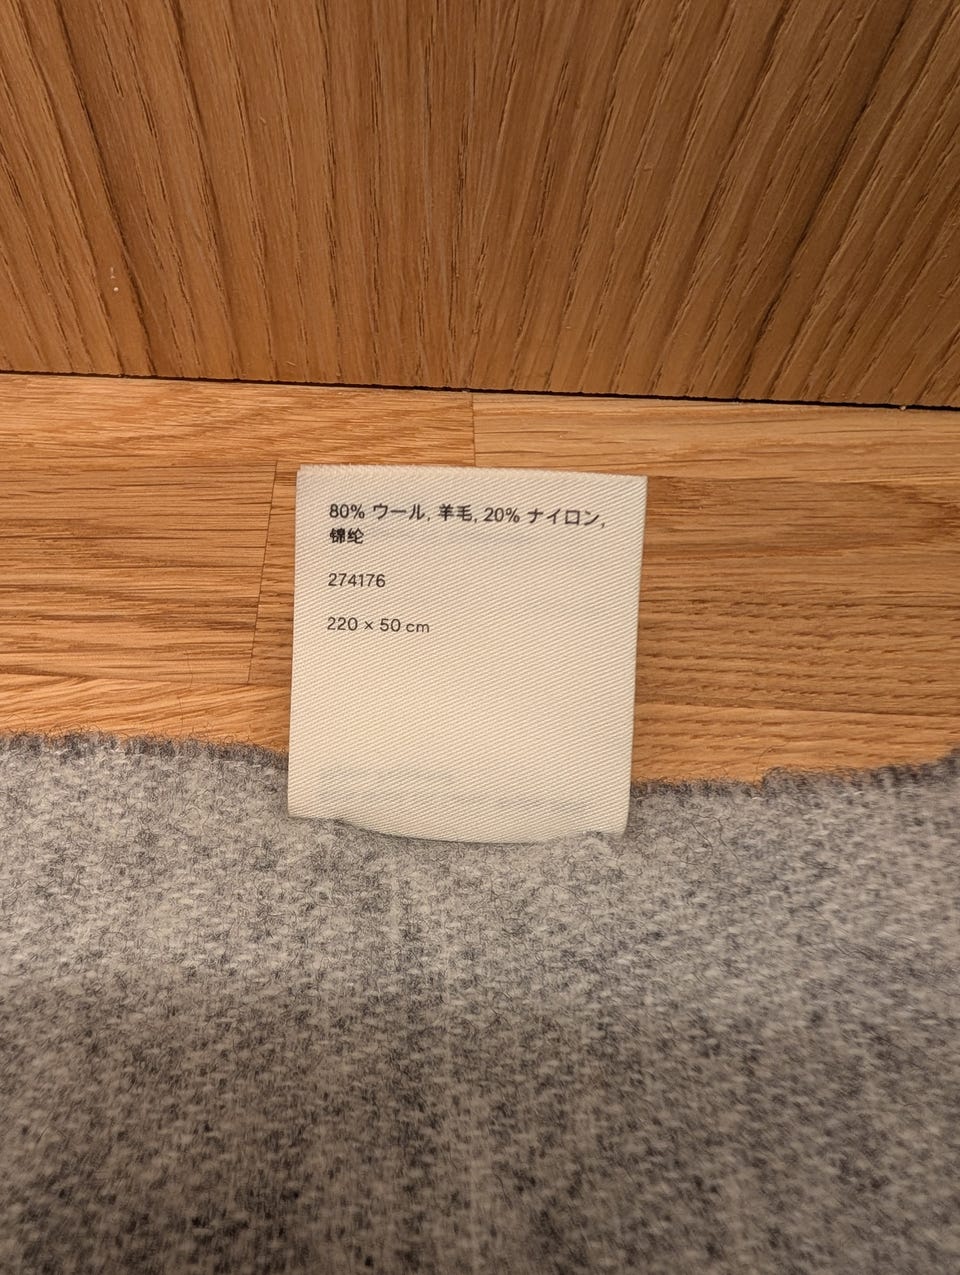 80% ウール, 羊毛, 20% ナイロン,
锦纶
274176
220 × 50 cm